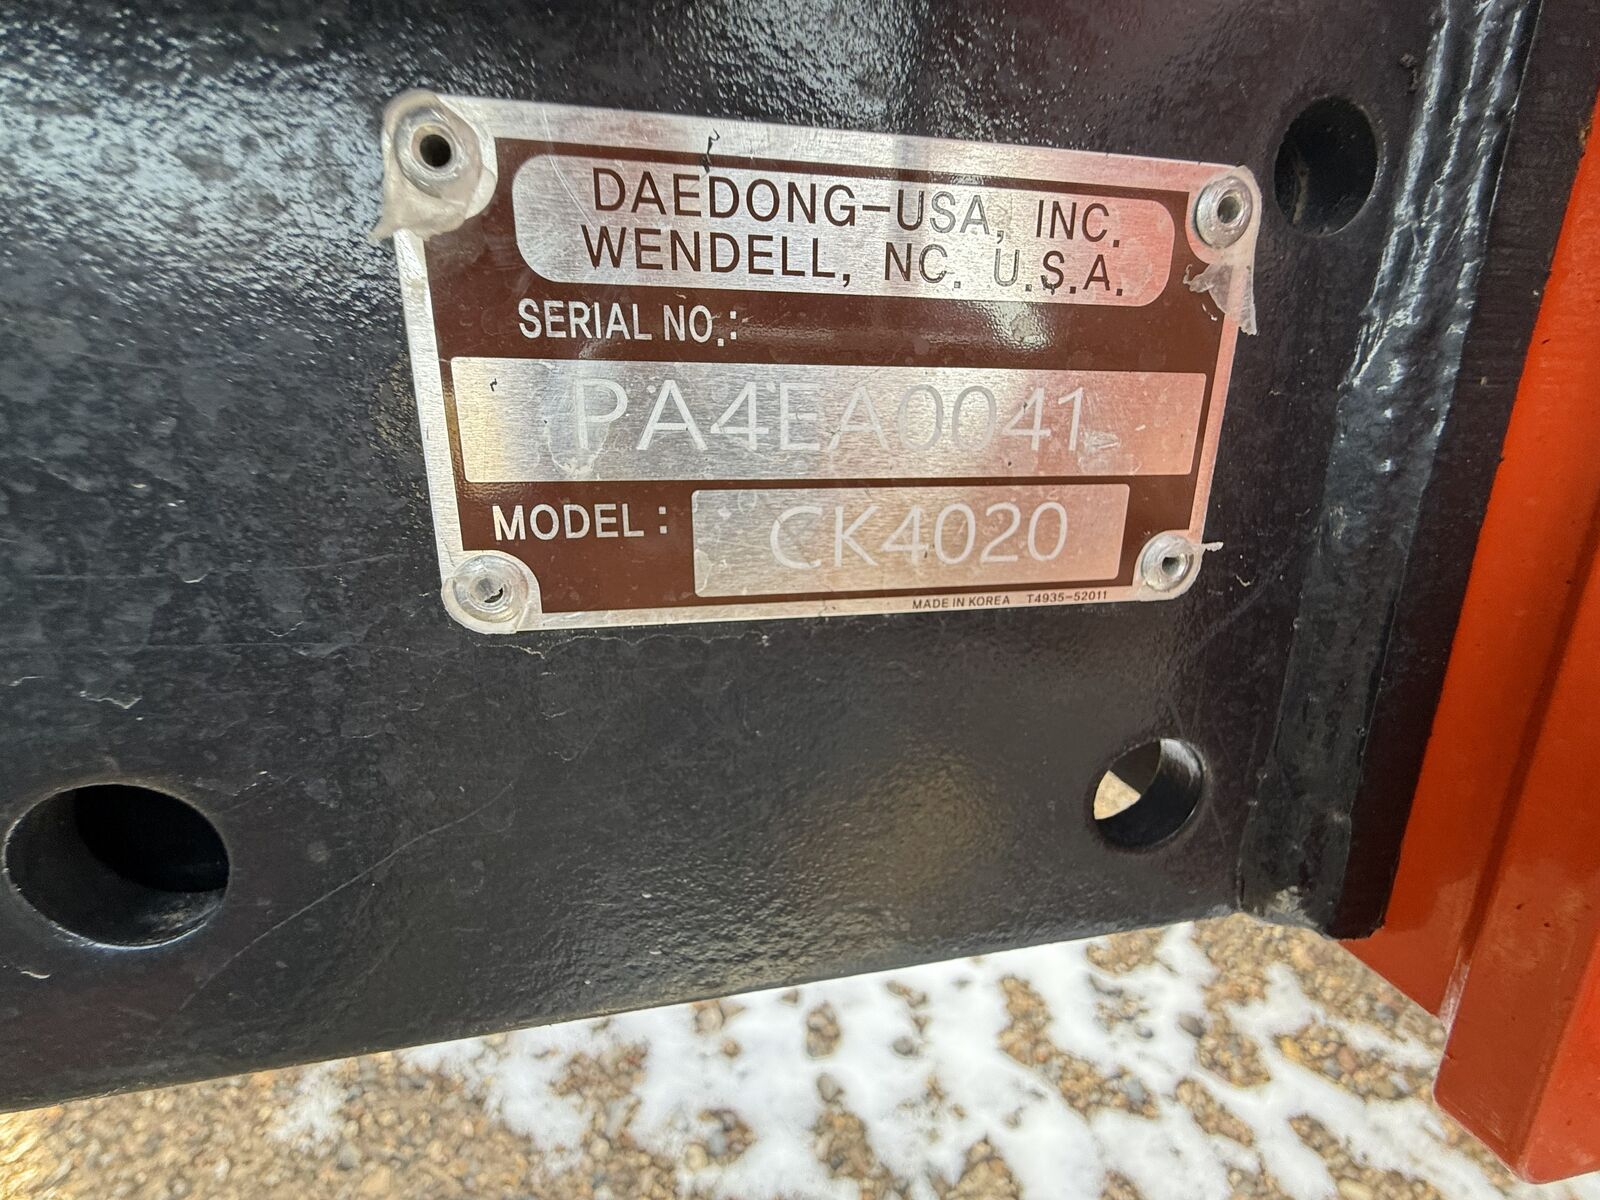 DAEDONG-USA, INC.
WENDELL, NC. U.S.A.
SERIAL NO.:
PA4EA0041
MODEL: CK4020
MADE IN KOREA T4935-52011